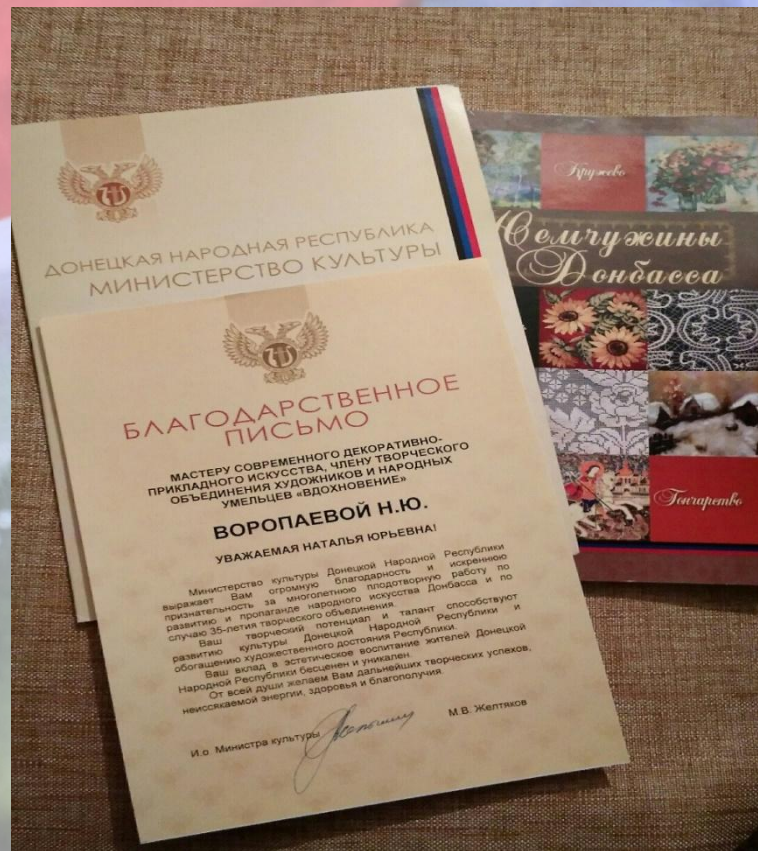 ДОНЕЦКАЯ НАРОДНАЯ РЕСПУБЛИКА
МИНИСТЕРСТВО КУЛЬТУРЫ
БЛАГОДАРСТВЕННОЕ
ПИСЬМО
МАСТЕРУ СОВРЕМЕННОГО ДЕКОРАТИВНО-
ПРИКЛАДНОГО ИСКУССТВА, ЧЛЕНУ ТВОРЧЕСКОГО
ОБЪЕДИНЕНИЯ ХУДОЖНИКОВ И НАРОДНЫХ
УМЕЛЬЦЕВ «ВДОХНОВЕНИЕ»
ВОРОПАЕВОЙ Н.Ю.
УВАЖАЕМАЯ НАТАЛЬЯ ЮРЬЕВНА!
Министерство культуры Донецкой Народной Республики
выражает Вам огромную благодарность и искреннюю
признательность за многолетнюю плодотворную работу по
развитию и пропаганде народного искусства Донбасса и по
случаю 35-летия творческого объединения.
Ваш творческий потенциал и талант способствуют
развитию культуры Донецкой Народной Республики и
обогащению художественного достояния Республики.
Ваш вклад в эстетическое воспитание жителей Донецкой
Народной Республики бесценен и уникален.
От всей души желаем Вам дальнейших творческих успехов,
неиссякаемой энергии, здоровья и благополучия.
И.о. Министра культуры
М.В. Желтяков
Кружево
Жемчужины
Донбасса
Гончарство